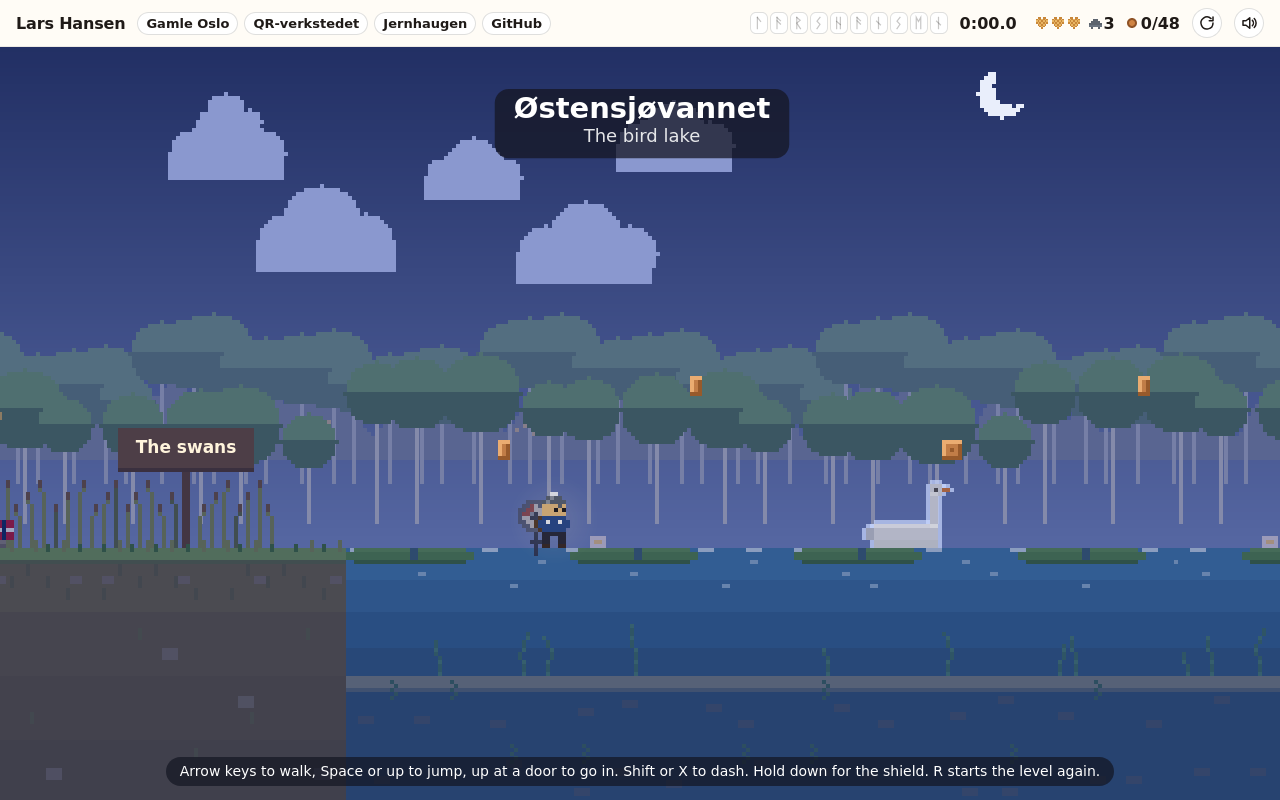 Lars Hansen Gamle Oslo QR-verkstedet Jernhaugen GitHub ᛚ ᚨ ᚱ ᛊ ᚺ ᚨ ᚾ ᛊ ᛖ ᚾ 0:00.0 3 0/48
Østensjøvannet
The bird lake
The swans
Arrow keys to walk, Space or up to jump, up at a door to go in. Shift or X to dash. Hold down for the shield. R starts the level again.